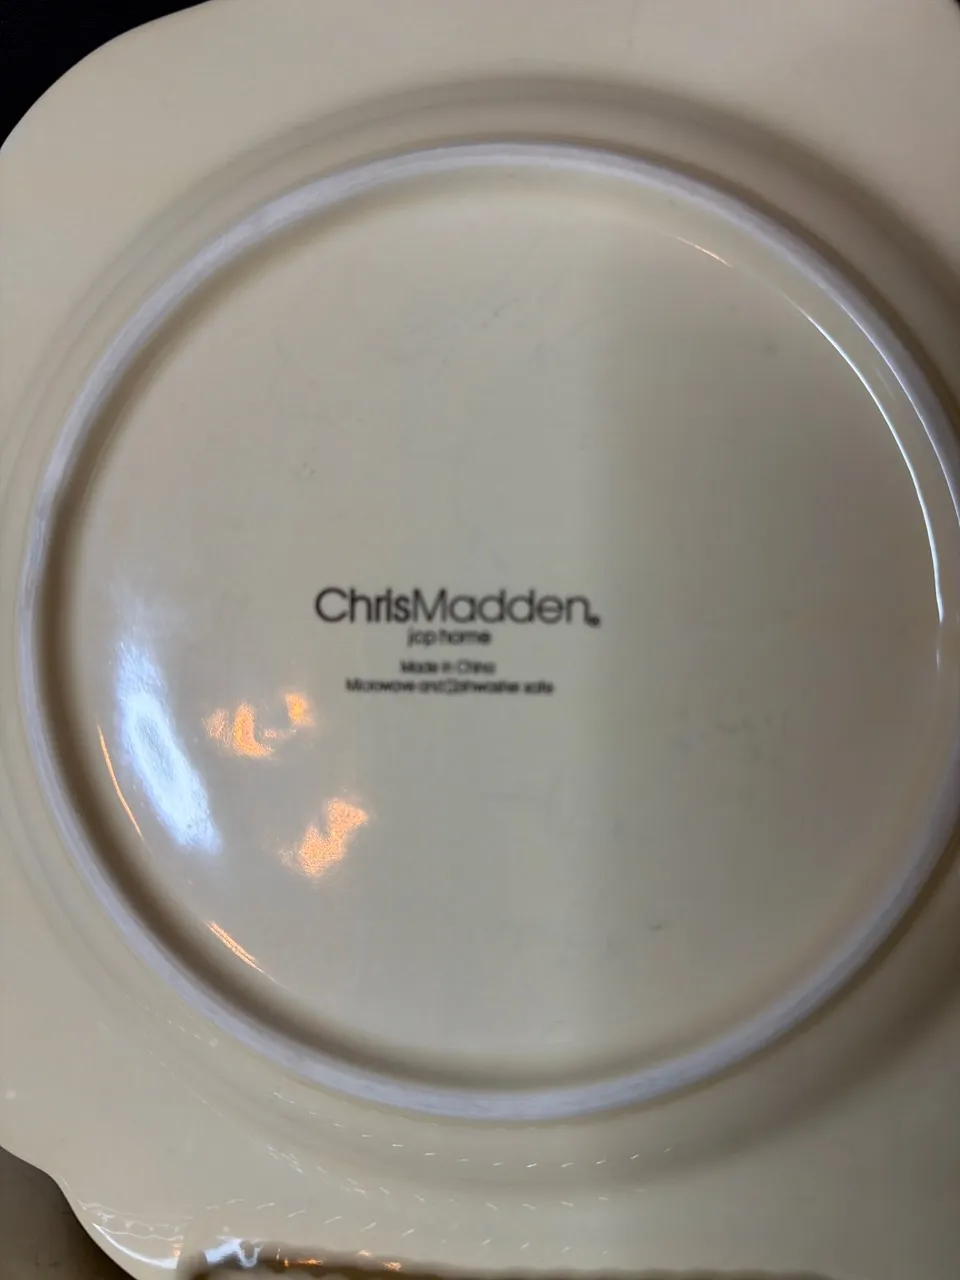 ChrisMadden®
jcp home
Made in China
Microwave and Dishwasher safe